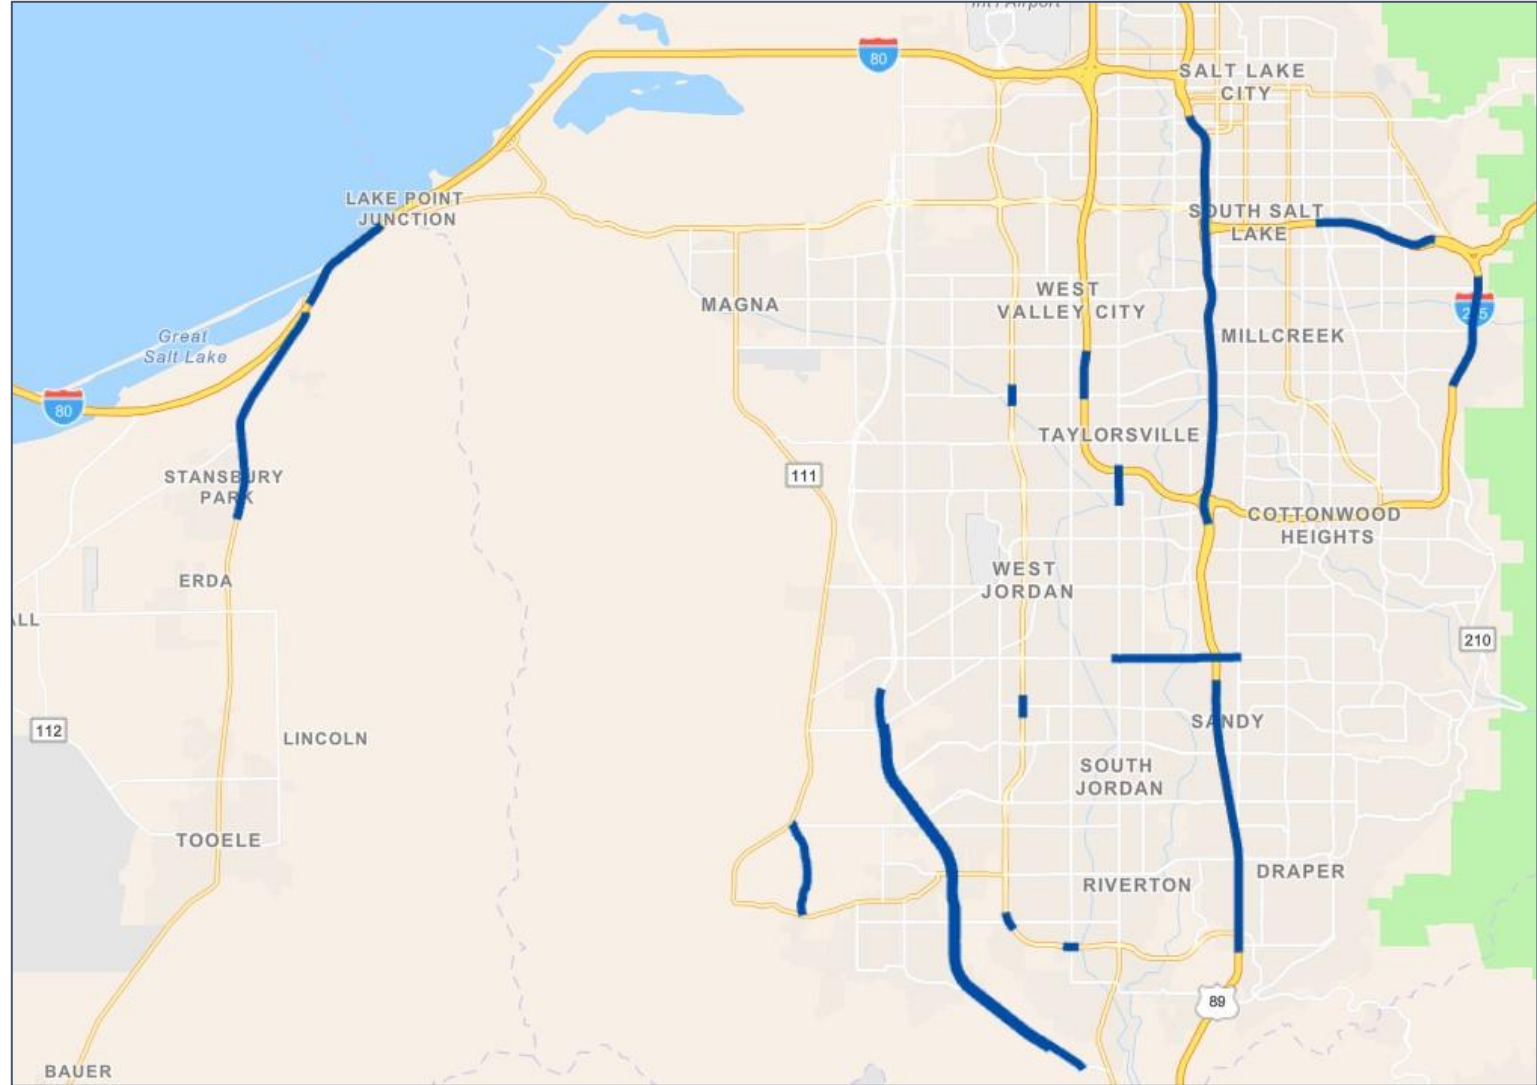 Int'l Airport
80
SALT LAKE
CITY
LAKE POINT
JUNCTION
SOUTH SALT
LAKE
MAGNA
WEST
VALLEY CITY
Great
Salt Lake
MILLCREEK
80
TAYLORSVILLE
STANSBURY
PARK
111
COTTONWOOD
HEIGHTS
ERDA
WEST
JORDAN
210
112
LINCOLN
SANDY
SOUTH
JORDAN
TOOELE
RIVERTON
DRAPER
89
BAUER